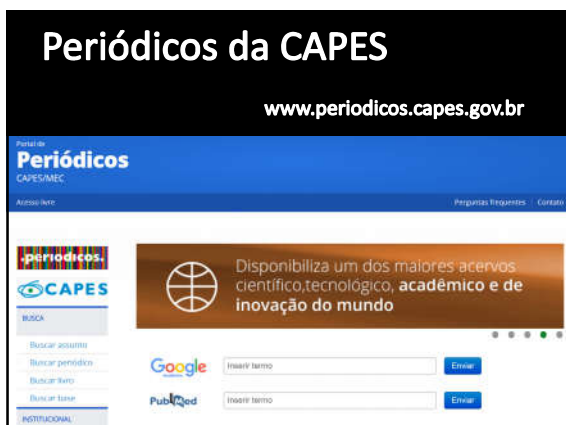 Periódicos da CAPES
www.periodicos.capes.gov.br
Portal de
Periódicos
CAPES/MEC
Acesso livre
Perguntas frequentes
Contato
.periodicos.
CAPES
Disponibiliza um dos maiores acervos
científico,tecnológico, acadêmico e de
inovação do mundo
BUSCA
Buscar assunto
Buscar periódico
Buscar livro
Buscar base
INSTITUCIONAL
Google
Inserir termo
Enviar
PubMed
Inserir termo
Enviar